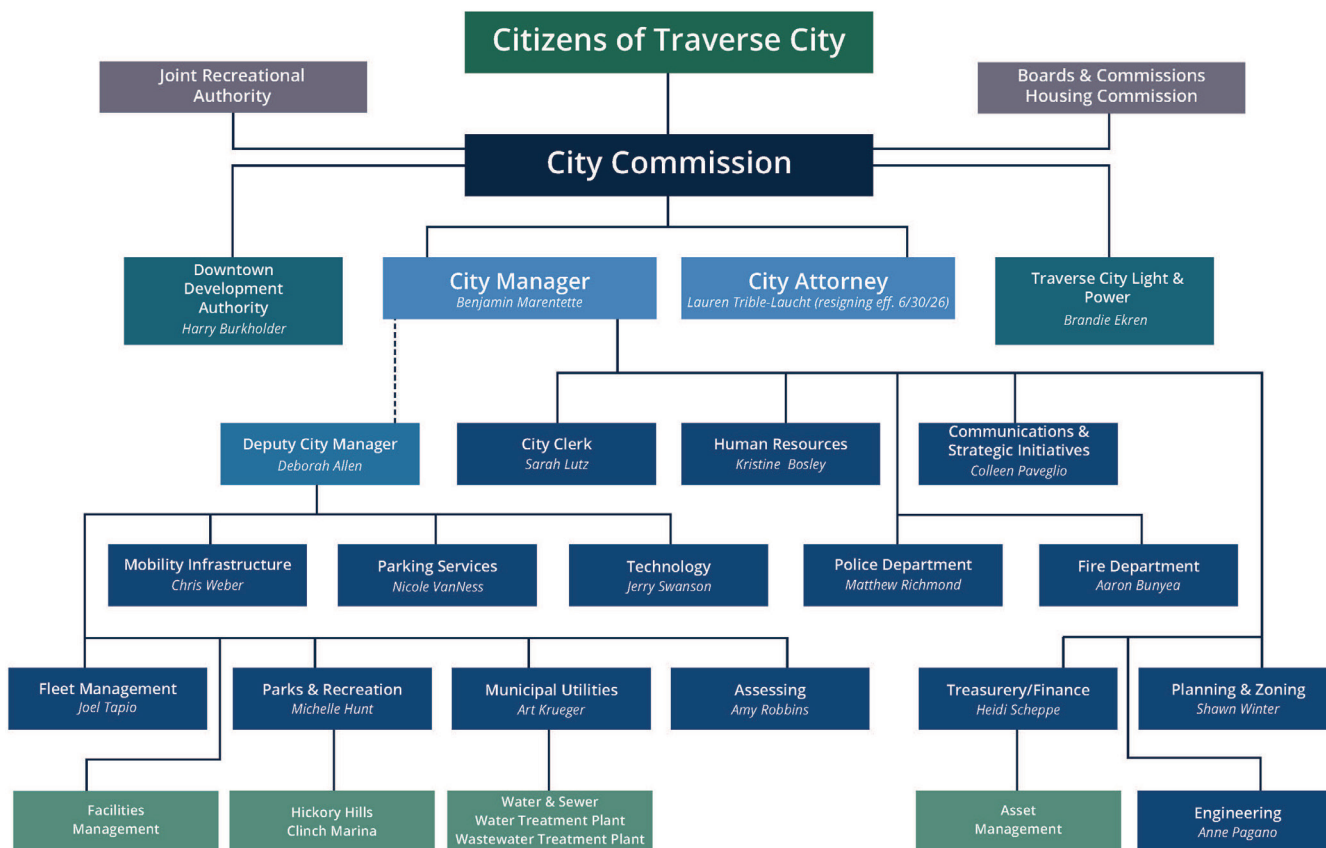 Citizens of Traverse City
Joint Recreational
Authority
Boards & Commissions
Housing Commission
City Commission
Downtown
Development
Authority
Harry Burkholder
City Manager
Benjamin Marentette
City Attorney
Lauren Trible-Laucht (resigning eff. 6/30/26)
Traverse City Light &
Power
Brandie Ekren
Deputy City Manager
Deborah Allen
City Clerk
Sarah Lutz
Human Resources
Kristine Bosley
Communications &
Strategic Initiatives
Colleen Paveglio
Mobility Infrastructure
Chris Weber
Parking Services
Nicole VanNess
Technology
Jerry Swanson
Police Department
Matthew Richmond
Fire Department
Aaron Bunyea
Fleet Management
Joel Tapio
Parks & Recreation
Michelle Hunt
Municipal Utilities
Art Krueger
Assessing
Amy Robbins
Treasurery/Finance
Heidi Scheppe
Planning & Zoning
Shawn Winter
Facilities
Management
Hickory Hills
Clinch Marina
Water & Sewer
Water Treatment Plant
Wastewater Treatment Plant
Asset
Management
Engineering
Anne Pagano